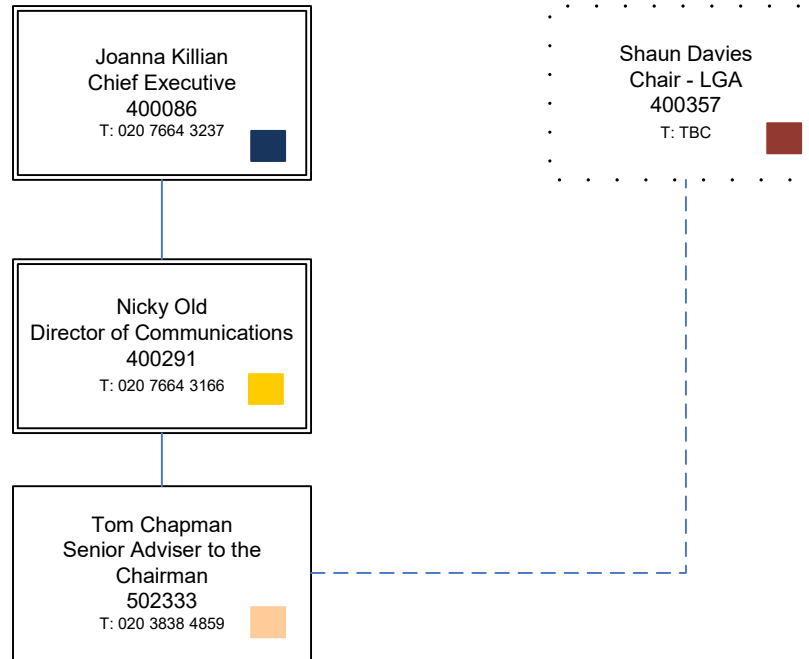 Joanna Killian
Chief Executive
400086
T: 020 7664 3237
Shaun Davies
Chair - LGA
400357
T: TBC
Nicky Old
Director of Communications
400291
T: 020 7664 3166
Tom Chapman
Senior Adviser to the
Chairman
502333
T: 020 3838 4859